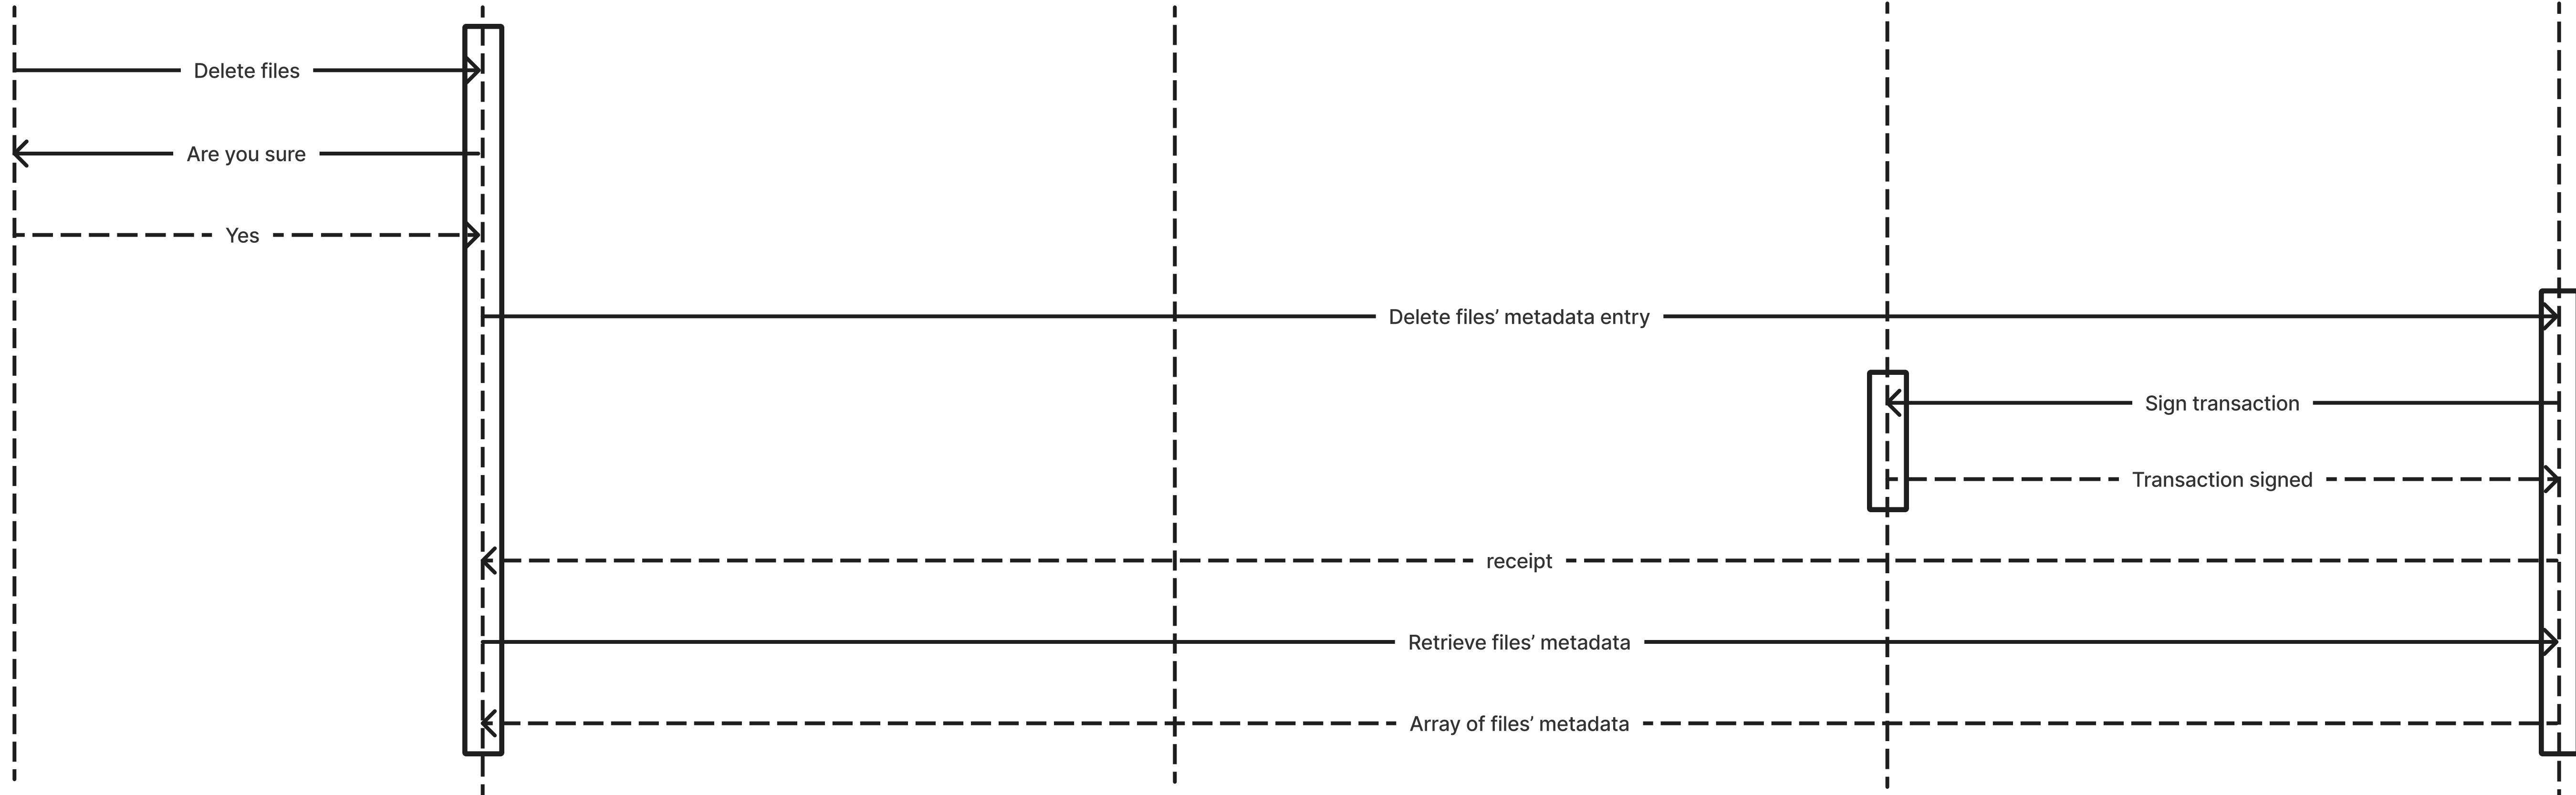 Delete files
Are you sure
Yes
Delete files’ metadata entry
Sign transaction
Transaction signed
receipt
Retrieve files’ metadata
Array of files’ metadata